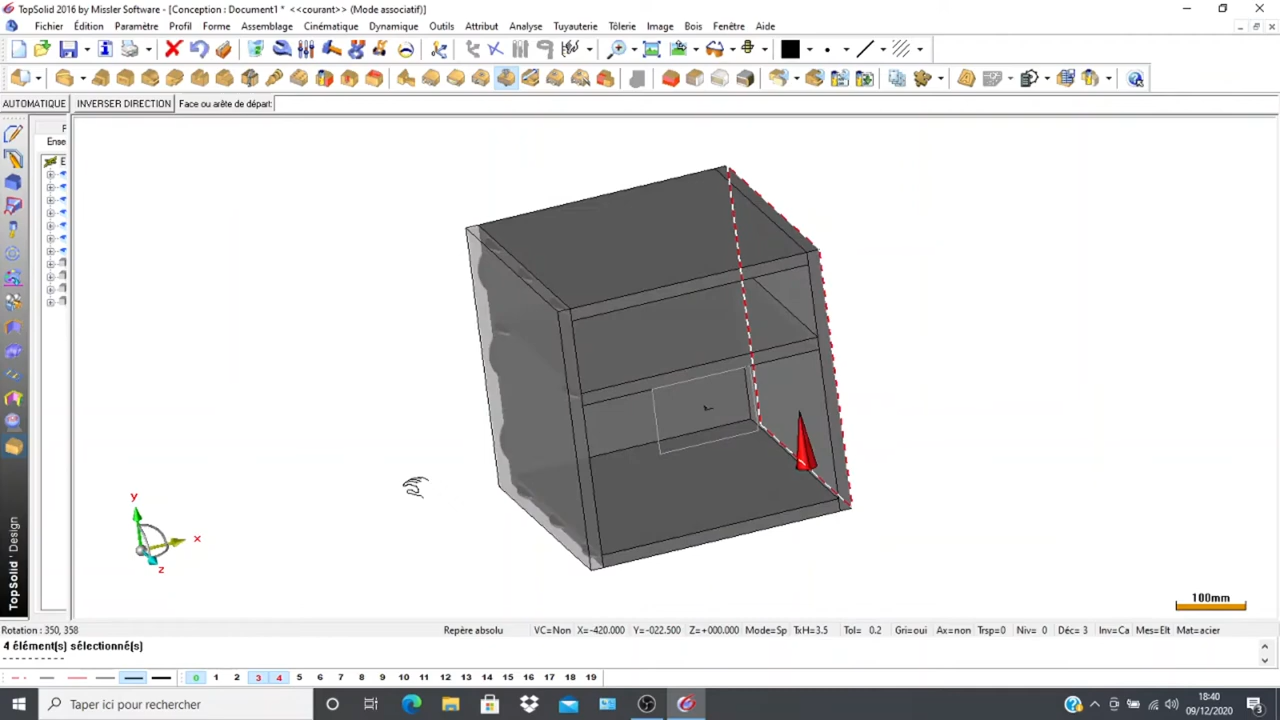 TopSolid 2016 by Missler Software - [Conception : Document1 * <<courant>> (Mode associatif)]
Fichier Édition Paramètre Profil Forme Assemblage Cinématique Dynamique Outils Attribut Analyse Tuyauterie Tôlerie Image Bois Fenêtre Aide
AUTOMATIQUE INVERSER DIRECTION Face ou arête de départ:
Ense
E
y
x
z
TopSolid'Design
100mm
Rotation : 350, 358 Repère absolu VC=Non X=-420.000 Y=-022.500 Z=+000.000 Mode=Sp TxH=3.5 Tol= 0.2 Gri=oui Ax=non Trsp=0 Niv= 0 Déc= 3 Inv=Ca Mes=Elt Mat=acier
4 élément(s) sélectionné(s)
0 1 2 3 4 5 6 7 8 9 10 11 12 13 14 15 16 17 18 19
Taper ici pour rechercher
18:40
09/12/2020
3